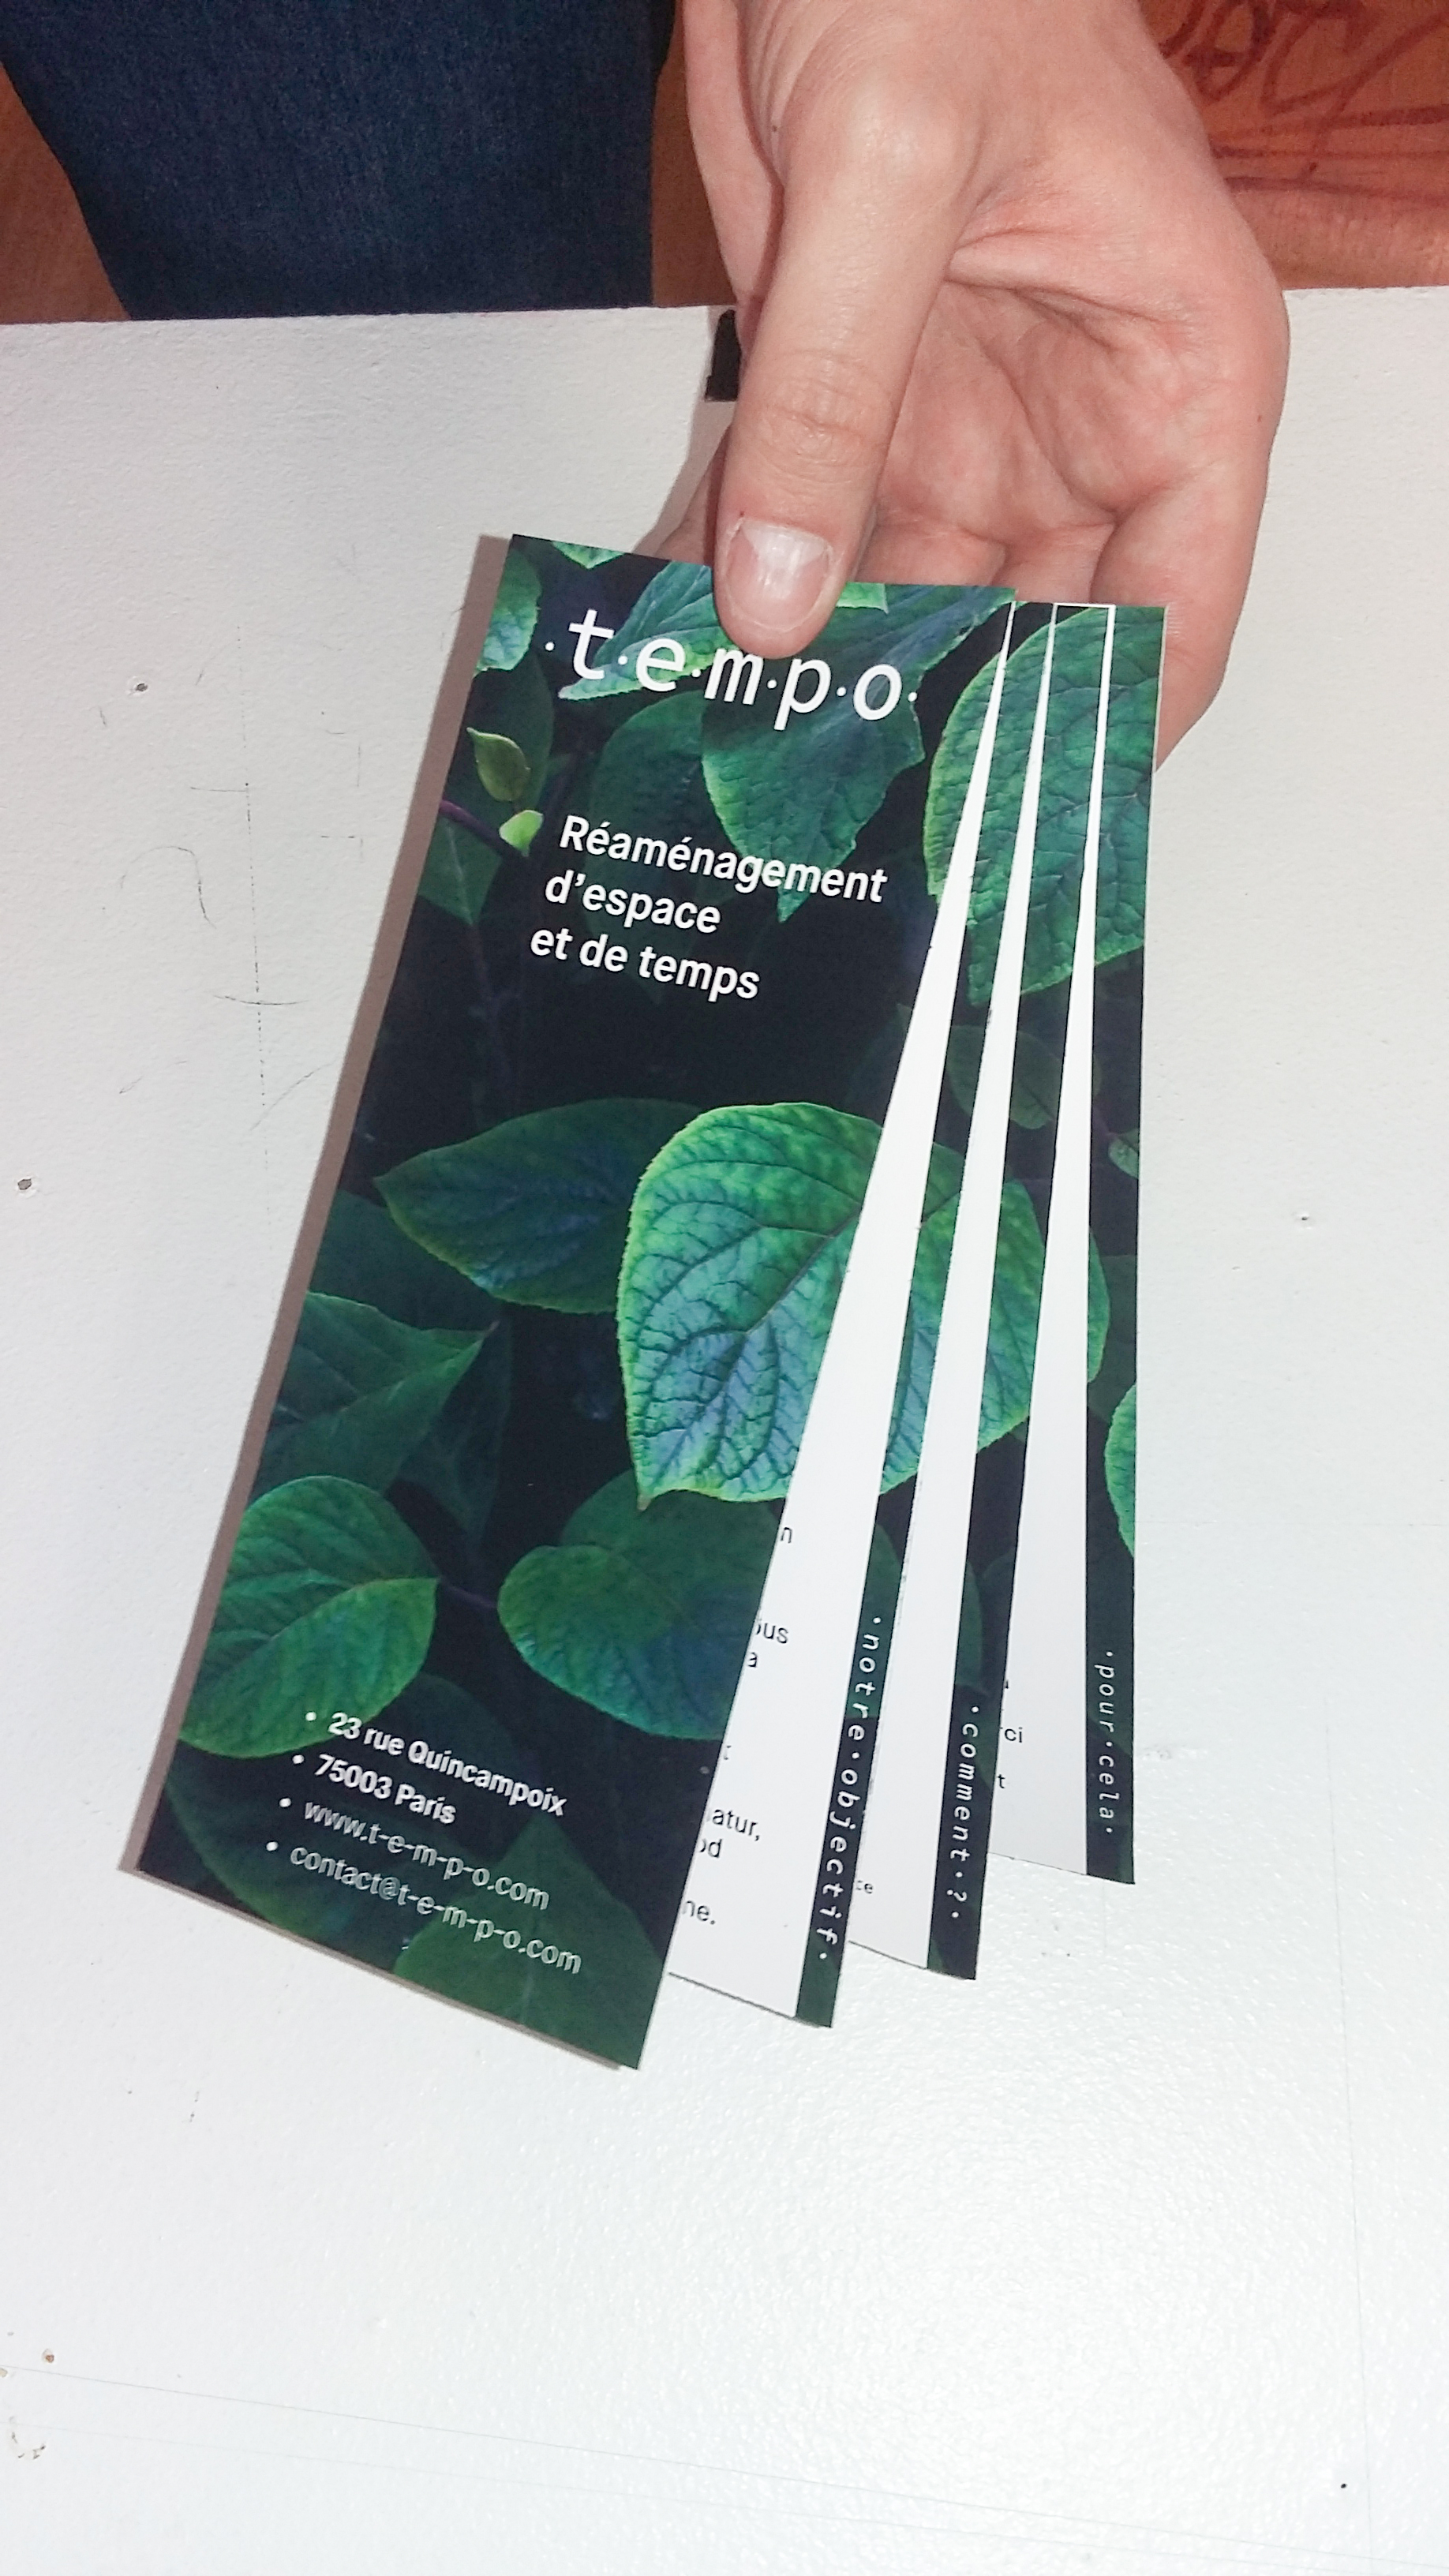 ·t·e·m·p·o·
Réaménagement
d'espace
et de temps
• 23 rue Quincampoix
• 75003 Paris
• www.t-e-m-p-o.com
• contact@t-e-m-p-o.com
·notre·objectif·
·comment·?·
·pour·cela·